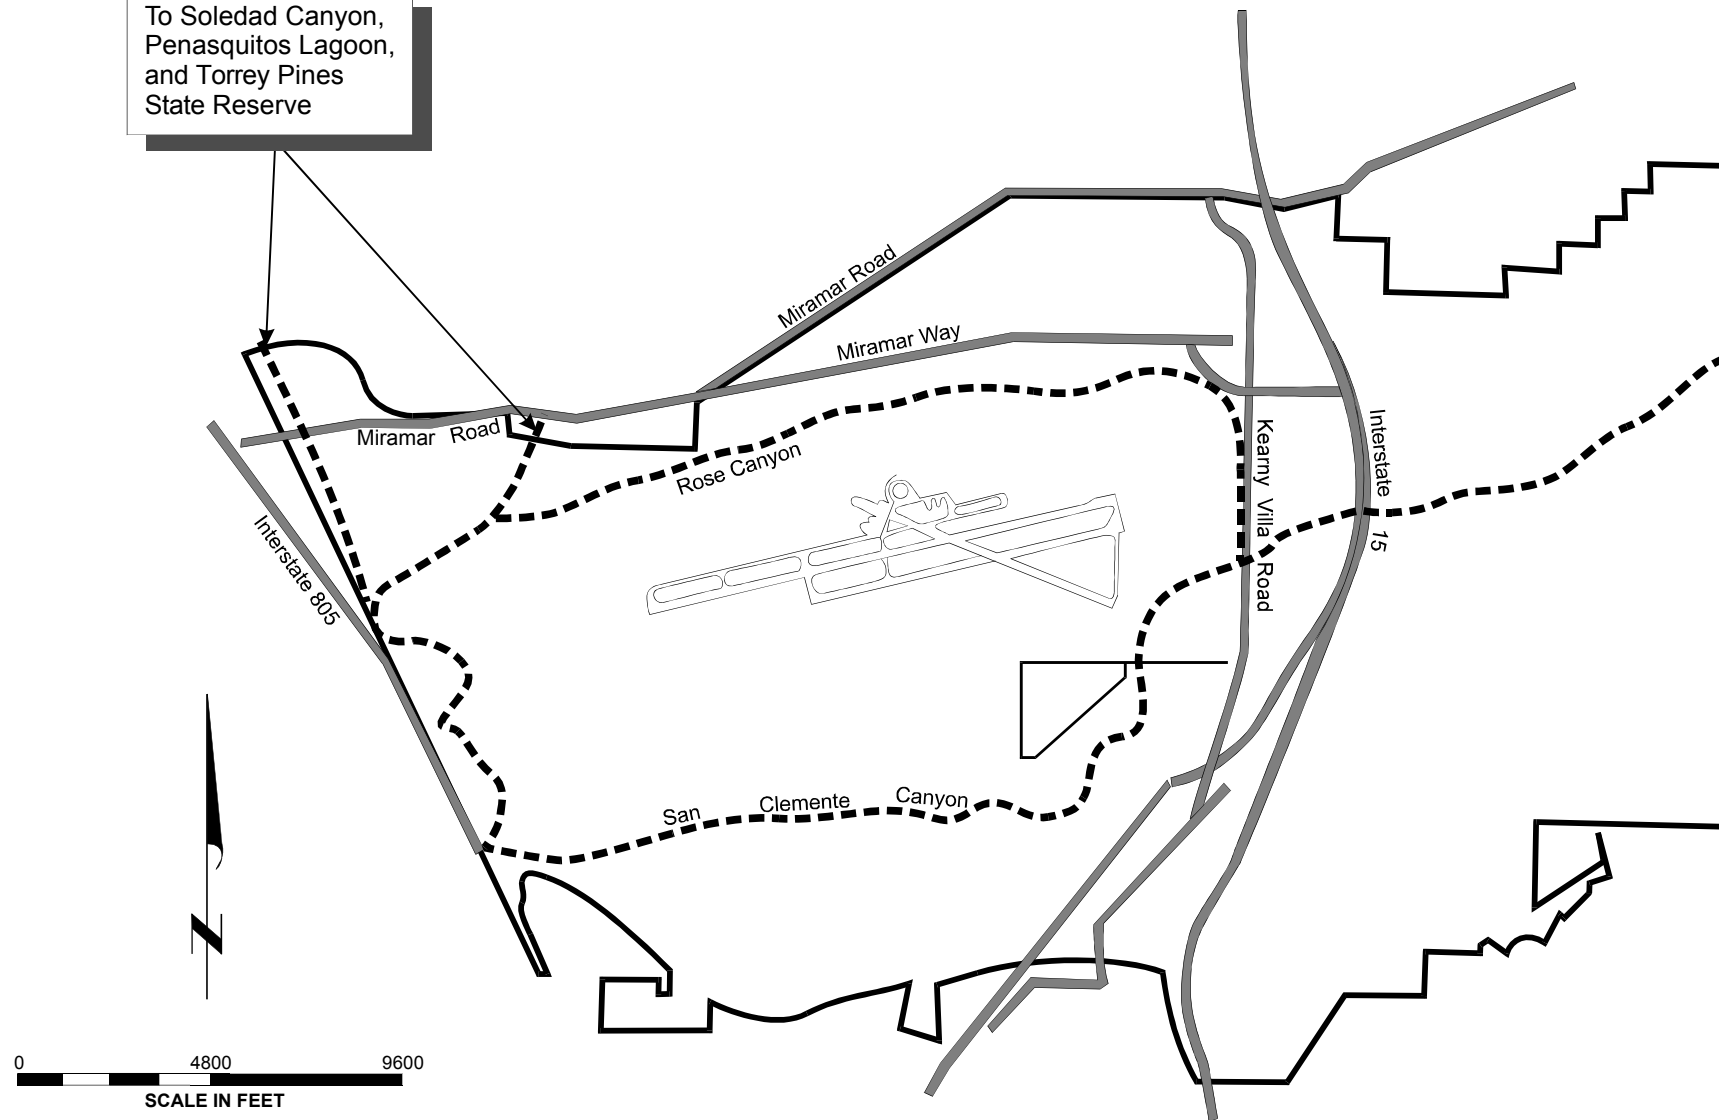 To Soledad Canyon,
Penasquitos Lagoon,
and Torrey Pines
State Reserve
Miramar Road
Miramar Way
Miramar Road
Rose Canyon
Interstate 805
Kearny Villa Road
Interstate 15
San Clemente Canyon
N
0 4800 9600
SCALE IN FEET